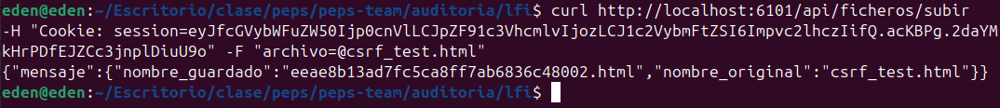 eden@eden:~/Escritorio/clase/peps/peps-team/auditoria/lfi$ curl http://localhost:6101/api/ficheros/subir
-H "Cookie: session=eyJfcGVybWFuZW50Ijp0cnVlLCJpZF91c3VhcmlvIjozLCJ1c2VybmFtZSI6Impvc2lhczIifQ.acKBPg.2daYM
kHrPDfEJZCc3jnplDiuU9o" -F "archivo=@csrf_test.html"
{"mensaje":{"nombre_guardado":"eeae8b13ad7fc5ca8ff7ab6836c48002.html","nombre_original":"csrf_test.html"}}
eden@eden:~/Escritorio/clase/peps/peps-team/auditoria/lfi$